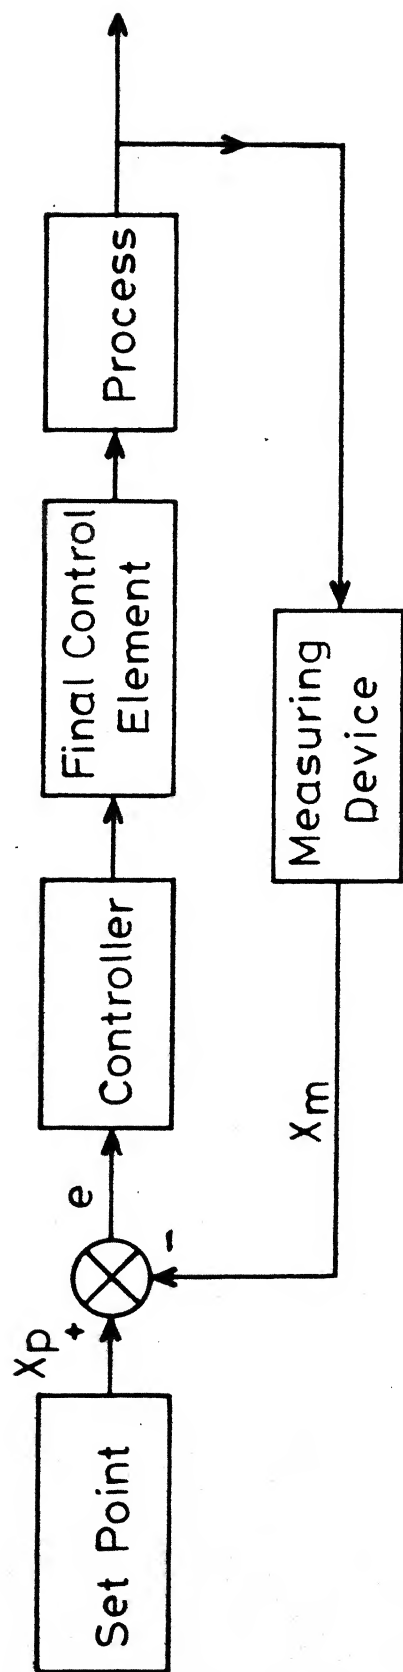 Set Point
Xp
+
e
-
Controller
Final Control
Element
Process
Measuring
Device
Xm